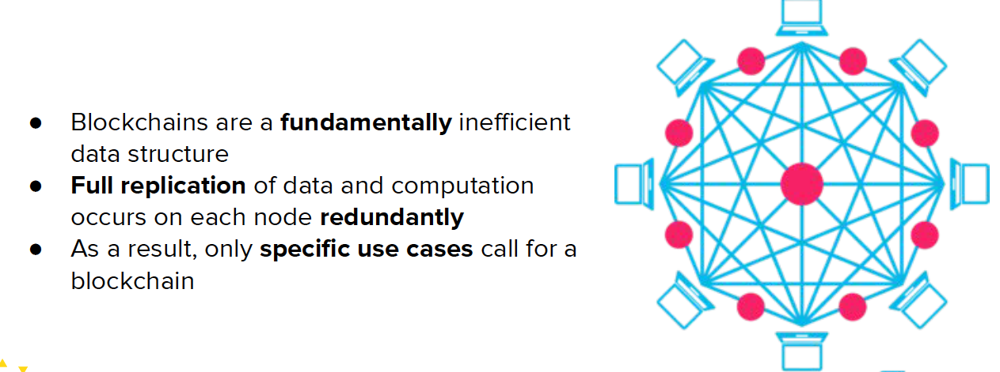 ● Blockchains are a fundamentally inefficient
data structure
● Full replication of data and computation
occurs on each node redundantly
● As a result, only specific use cases call for a
blockchain